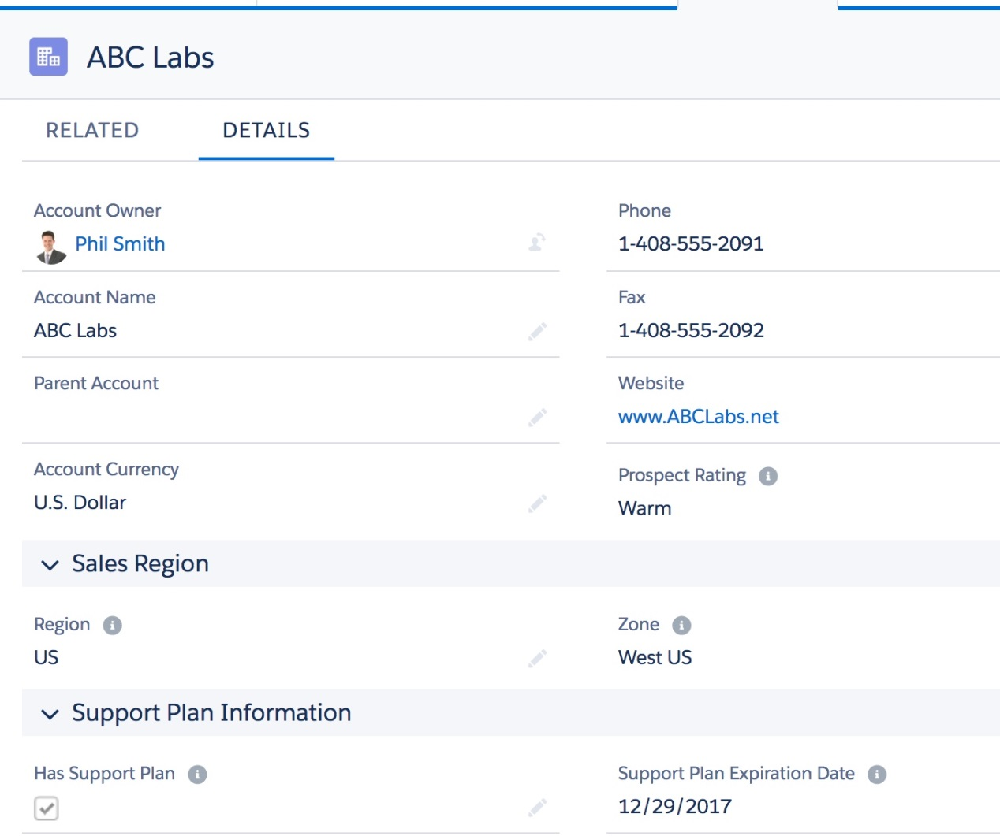 ABC Labs
RELATED
DETAILS
Account Owner
Phil Smith
Phone
1-408-555-2091
Account Name
ABC Labs
Fax
1-408-555-2092
Parent Account
Website
www.ABCLabs.net
Account Currency
U.S. Dollar
Prospect Rating
Warm
Sales Region
Region
US
Zone
West US
Support Plan Information
Has Support Plan
Support Plan Expiration Date
12/29/2017